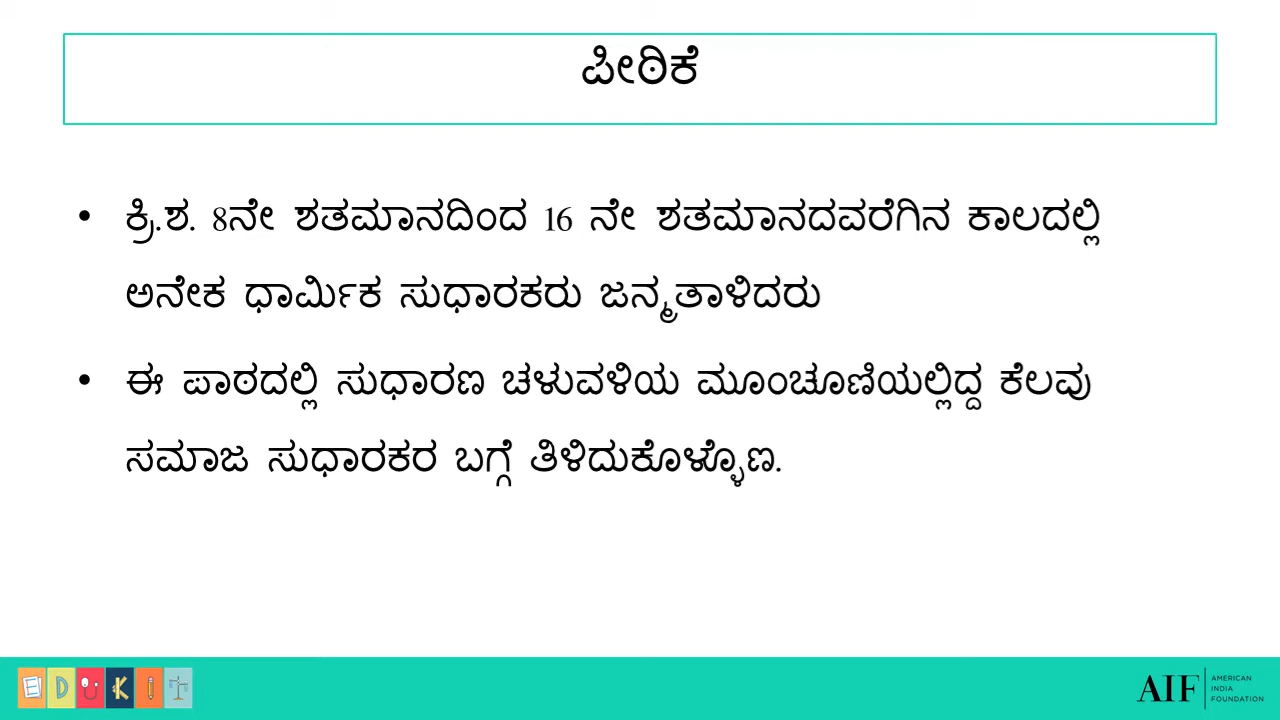 ಪೀಠಿಕೆ
• ಕ್ರಿ.ಶ. 8ನೇ ಶತಮಾನದಿಂದ 16 ನೇ ಶತಮಾನದವರೆಗಿನ ಕಾಲದಲ್ಲಿ
ಅನೇಕ ಧಾರ್ಮಿಕ ಸುಧಾರಕರು ಜನ್ಮತಾಳಿದರು
• ಈ ಪಾಠದಲ್ಲಿ ಸುಧಾರಣ ಚಳುವಳಿಯ ಮೂಂಚೂಣಿಯಲ್ಲಿದ್ದ ಕೆಲವು
ಸಮಾಜ ಸುಧಾರಕರ ಬಗ್ಗೆ ತಿಳಿದುಕೊಳ್ಳೊಣ.
EDUKIT
AIF AMERICAN
INDIA
FOUNDATION